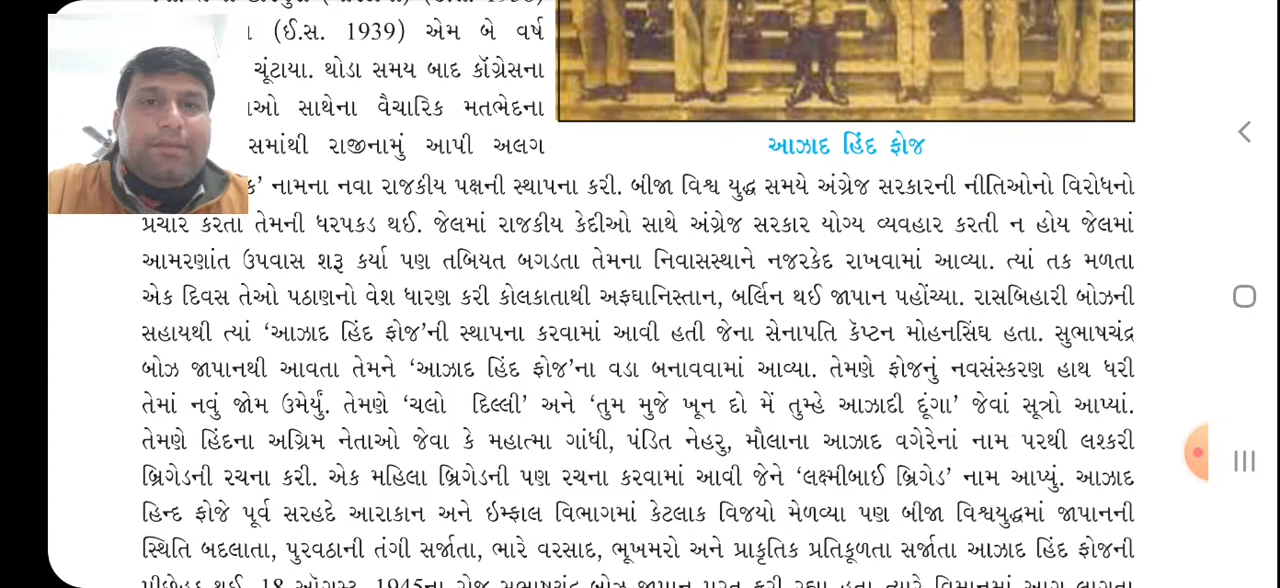 (ઈ.સ. 1939) એમ બે વર્ષ
ચૂંટાયા. થોડા સમય બાદ કૉંગ્રેસના
સાથેના વૈચારિક મતભેદના
રાજીનામું આપી અલગ
આઝાદ હિંદ ફોજ
નામના નવા રાજકીય પક્ષની સ્થાપના કરી. બીજા વિશ્વ યુદ્ધ સમયે અંગ્રેજ સરકારની નીતિઓનો વિરોધનો
પ્રચાર કરતા તેમની ધરપકડ થઈ. જેલમાં રાજકીય કેદીઓ સાથે અંગ્રેજ સરકાર યોગ્ય વ્યવહાર કરતી ન હોય જેલમાં
આમરણાંત ઉપવાસ શરૂ કર્યા પણ તબિયત બગડતા તેમના નિવાસસ્થાને નજરકેદ રાખવામાં આવ્યા. ત્યાં તક મળતા
એક દિવસ તેઓ પઠાણનો વેશ ધારણ કરી કોલકાતાથી અફઘાનિસ્તાન, બર્લિન થઈ જાપાન પહોંચ્યા. રાસબિહારી બોઝની
સહાયથી ત્યાં ‘આઝાદ હિંદ ફોજ’ની સ્થાપના કરવામાં આવી હતી જેના સેનાપતિ કૅપ્ટન મોહનસિંઘ હતા. સુભાષચંદ્ર
બોઝ જાપાનથી આવતા તેમને ‘આઝાદ હિંદ ફોજ’ના વડા બનાવવામાં આવ્યા. તેમણે ફોજનું નવસંસ્કરણ હાથ ધરી
તેમાં નવું જોમ ઉમેર્યું. તેમણે ‘ચલો દિલ્લી’ અને ‘તુમ મુજે ખૂન દો મેં તુમ્હે આઝાદી દૂંગા’ જેવાં સૂત્રો આપ્યાં.
તેમણે હિંદના અગ્રિમ નેતાઓ જેવા કે મહાત્મા ગાંધી, પંડિત નેહરુ, મૌલાના આઝાદ વગેરેનાં નામ પરથી લશ્કરી
બ્રિગેડની રચના કરી. એક મહિલા બ્રિગેડની પણ રચના કરવામાં આવી જેને ‘લક્ષ્મીબાઈ બ્રિગેડ’ નામ આપ્યું. આઝાદ
હિન્દ ફોજે પૂર્વ સરહદે આરાકાન અને ઇમ્ફાલ વિભાગમાં કેટલાક વિજયો મેળવ્યા પણ બીજા વિશ્વયુદ્ધમાં જાપાનની
સ્થિતિ બદલાતા, પુરવઠાની તંગી સર્જાતા, ભારે વરસાદ, ભૂખમરો અને પ્રાકૃતિક પ્રતિકૂળતા સર્જાતા આઝાદ હિંદ ફોજની